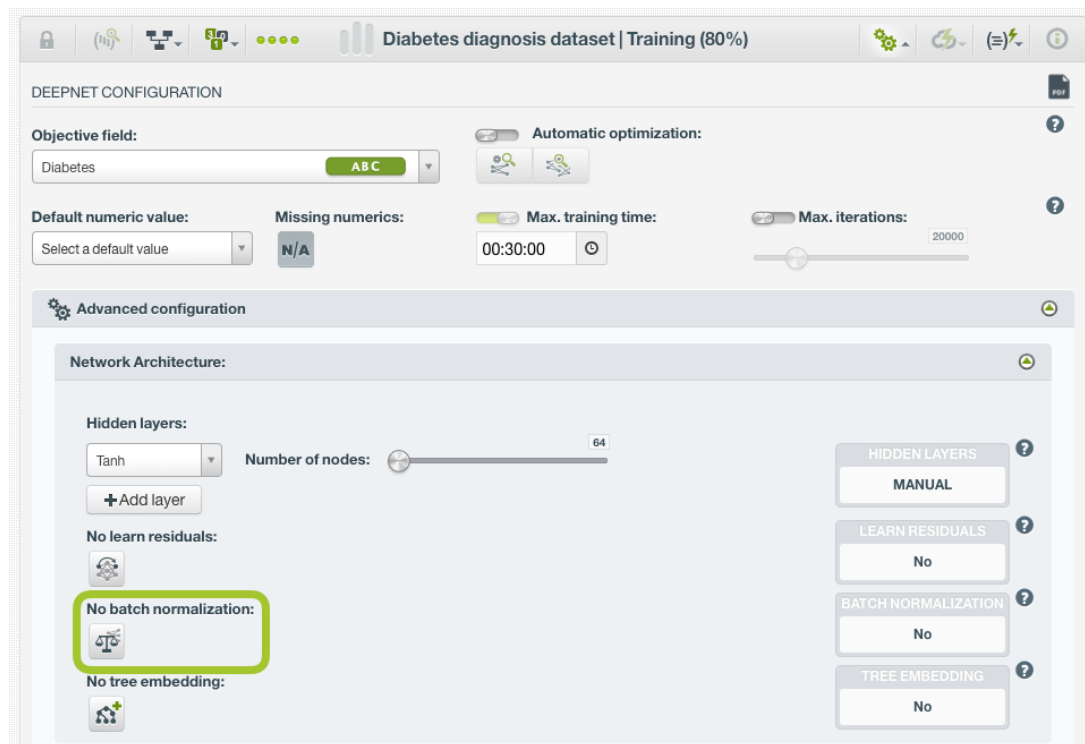 Diabetes diagnosis dataset | Training (80%)
DEEPNET CONFIGURATION
PDF
Objective field:
Automatic optimization:
Diabetes
ABC
Default numeric value:
Missing numerics:
Max. training time:
Max. iterations:
Select a default value
N/A
00:30:00
20000
Advanced configuration
Network Architecture:
Hidden layers:
Tanh
Number of nodes:
64
HIDDEN LAYERS
MANUAL
+Add layer
No learn residuals:
LEARN RESIDUALS
No
No batch normalization:
BATCH NORMALIZATION
No
No tree embedding:
TREE EMBEDDING
No